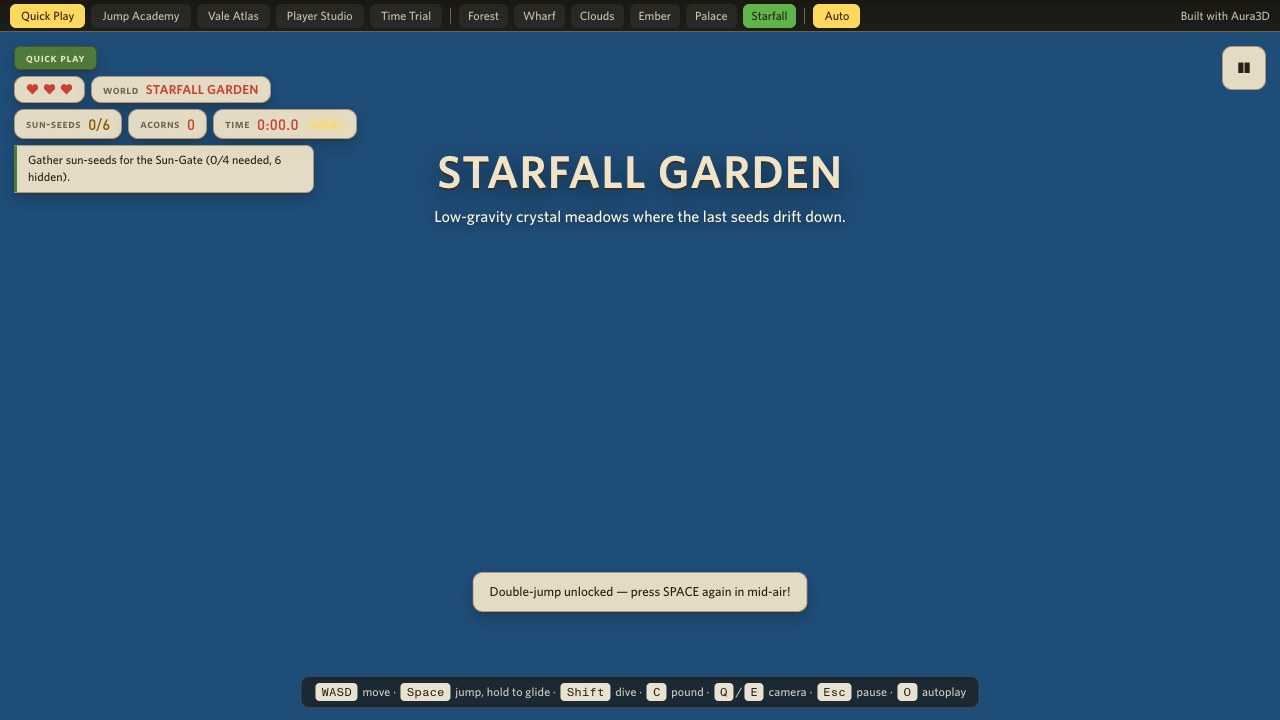 Quick Play Jump Academy Vale Atlas Player Studio Time Trial Forest Wharf Clouds Ember Palace Starfall Auto Built with Aura3D
QUICK PLAY
WORLD STARFALL GARDEN
SUN-SEEDS 0/6 ACORNS 0 TIME 0:00.0
Gather sun-seeds for the Sun-Gate (0/4 needed, 6
hidden).
STARFALL GARDEN
Low-gravity crystal meadows where the last seeds drift down.
Double-jump unlocked — press SPACE again in mid-air!
WASD move · Space jump, hold to glide · Shift dive · C pound · Q / E camera · Esc pause · O autoplay